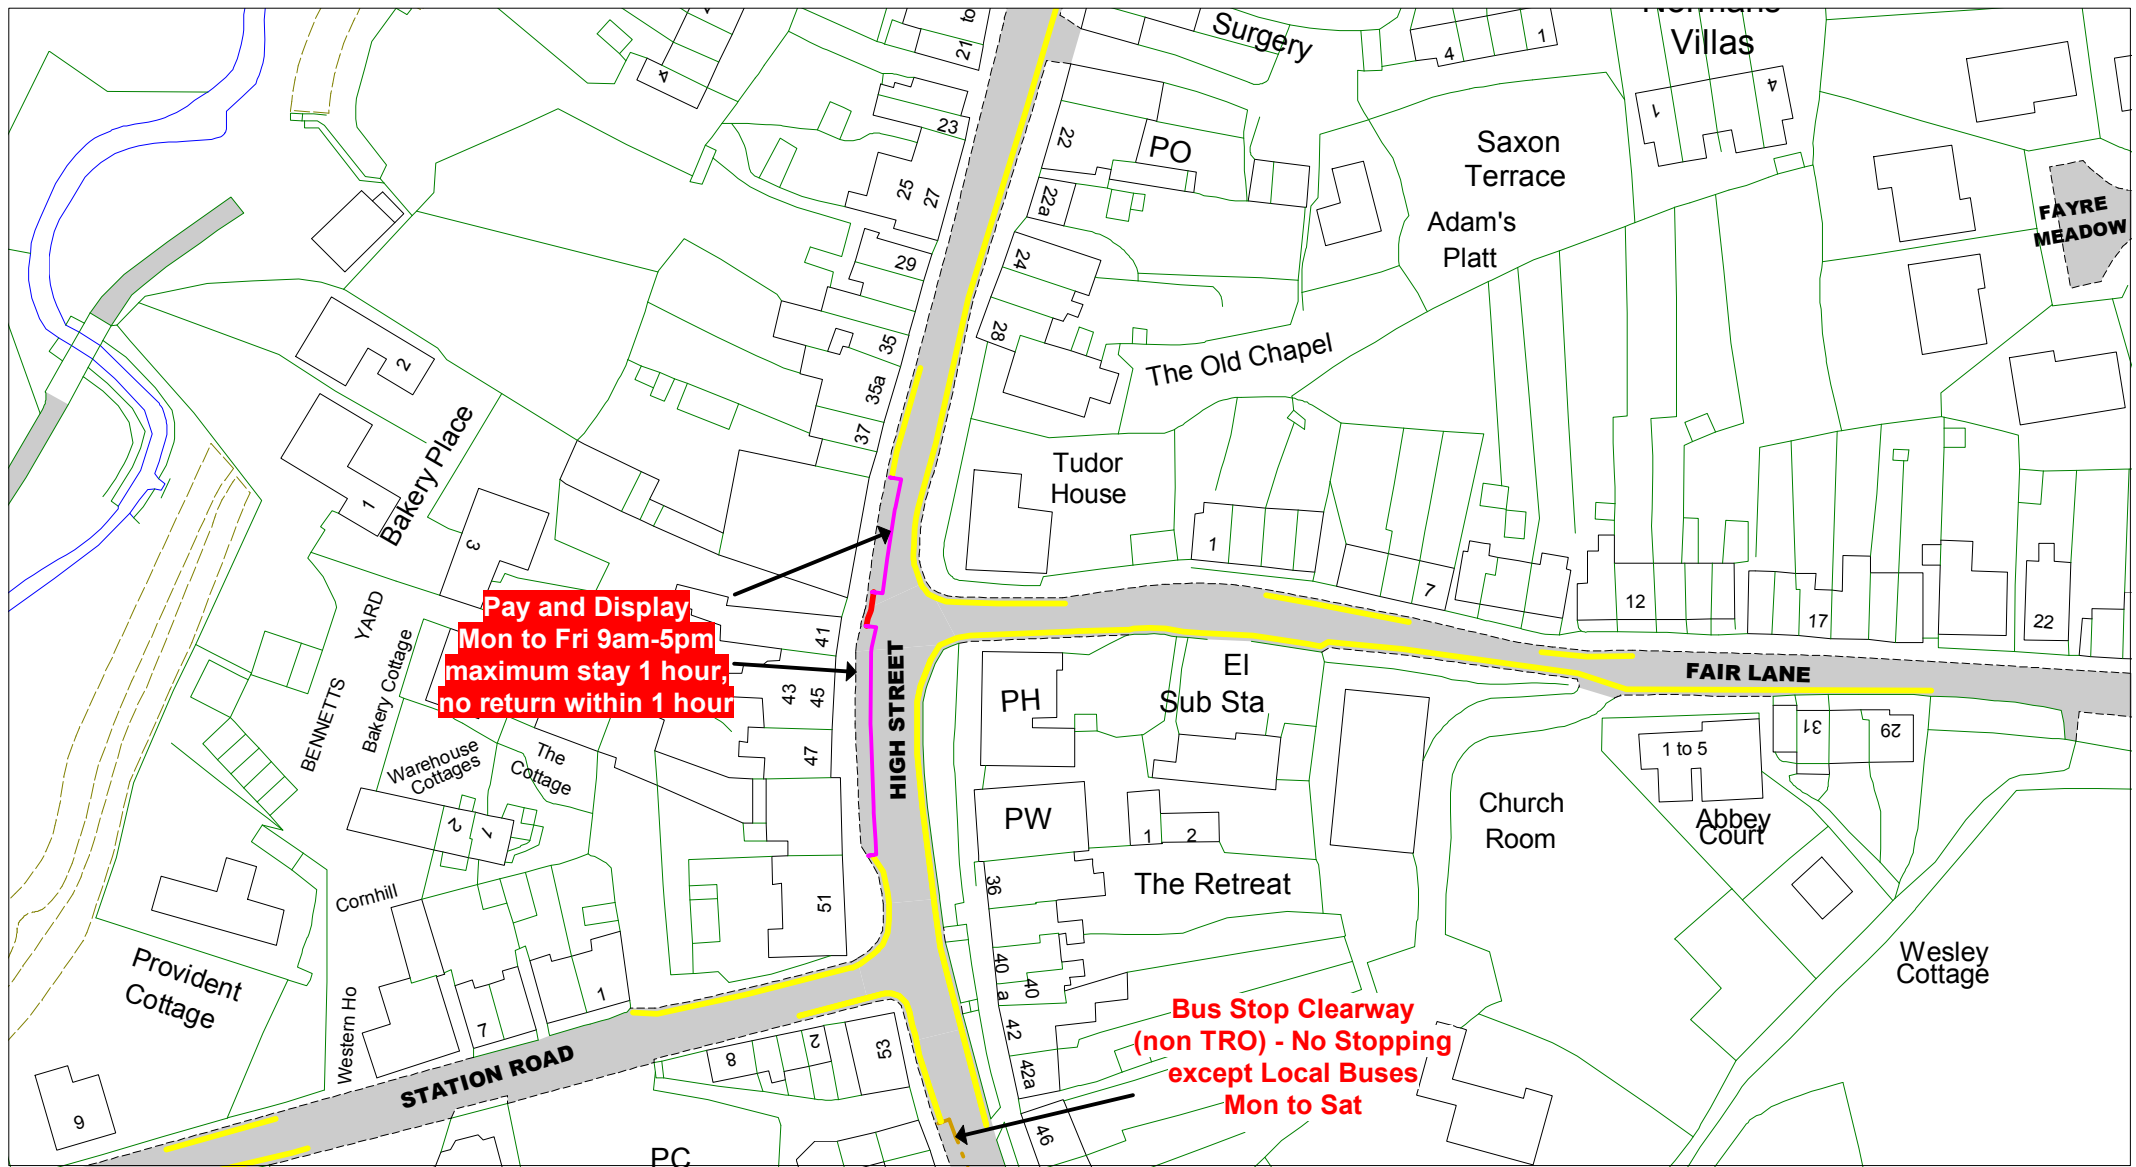 Surgery
Normans
Villas
to
21
4
4
1
1
4
23
22
PO
Saxon
Terrace
25
27
22a
Adam's
Platt
FAYRE
MEADOW
29
24
28
35
The Old Chapel
35a
37
2
Bakery Place
1
3
Tudor
House
1
7
12
17
22
YARD
BENNETTS
Bakery Cottage
Pay and Display
Mon to Fri 9am-5pm
maximum stay 1 hour,
no return within 1 hour
41
43
45
47
HIGH STREET
FAIR LANE
PH
El
Sub Sta
1 to 5
31
29
Abbey
Court
Warehouse
Cottages
The
Cottage
2
7
PW
1
2
Church
Room
The Retreat
36
51
Cornhill
Provident
Cottage
Western Ho
7
1
40
a
40
42
42a
46
Wesley
Cottage
Bus Stop Clearway
(non TRO) - No Stopping
except Local Buses
Mon to Sat
STATION ROAD
8
2
53
9
PC